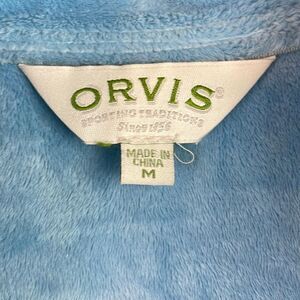 ORVIS®
SPORTING TRADITIONS
SINCE 1856
MADE IN
CHINA
M